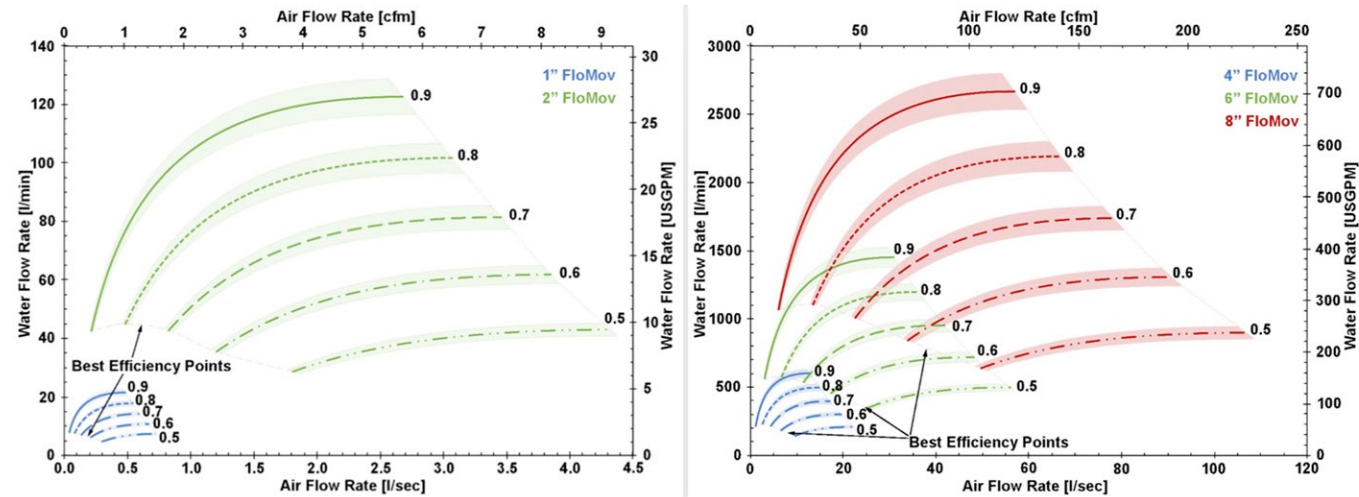 Air Flow Rate [cfm]
0 1 2 3 4 5 6 7 8 9
140 120 100 80 60 40 20 0
Water Flow Rate [l/min]
1” FloMov
2” FloMov
0.9
0.8
0.7
0.6
0.5
Best Efficiency Points
0.9
0.8
0.7
0.6
0.5
30 25 20 15 10 5 0
Water Flow Rate [USGPM]
0.0 0.5 1.0 1.5 2.0 2.5 3.0 3.5 4.0 4.5
Air Flow Rate [l/sec]
Air Flow Rate [cfm]
0 50 100 150 200 250
3000 2500 2000 1500 1000 500 0
Water Flow Rate [l/min]
4” FloMov
6” FloMov
8” FloMov
0.9
0.8
0.7
0.6
0.5
0.9
0.8
0.7
0.6
0.5
0.9
0.8
0.7
0.6
0.5
Best Efficiency Points
700 600 500 400 300 200 100 0
Water Flow Rate [USGPM]
0 20 40 60 80 100 120
Air Flow Rate [l/sec]